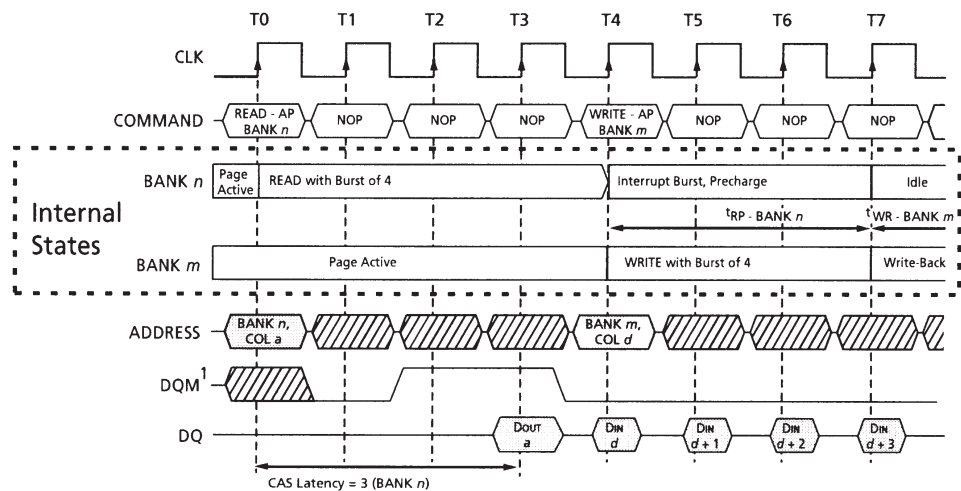 T0 T1 T2 T3 T4 T5 T6 T7
CLK
COMMAND
READ - AP
BANK n
NOP
NOP
NOP
WRITE - AP
BANK m
NOP
NOP
NOP
Internal
States
BANK n
Page
Active
READ with Burst of 4
Interrupt Burst, Precharge
Idle
tRP - BANK n
tWR - BANK m
BANK m
Page Active
WRITE with Burst of 4
Write-Back
ADDRESS
BANK n,
COL a
BANK m,
COL d
DQM1
DQ
DOUT
a
DIN
d
DIN
d + 1
DIN
d + 2
DIN
d + 3
CAS Latency = 3 (BANK n)